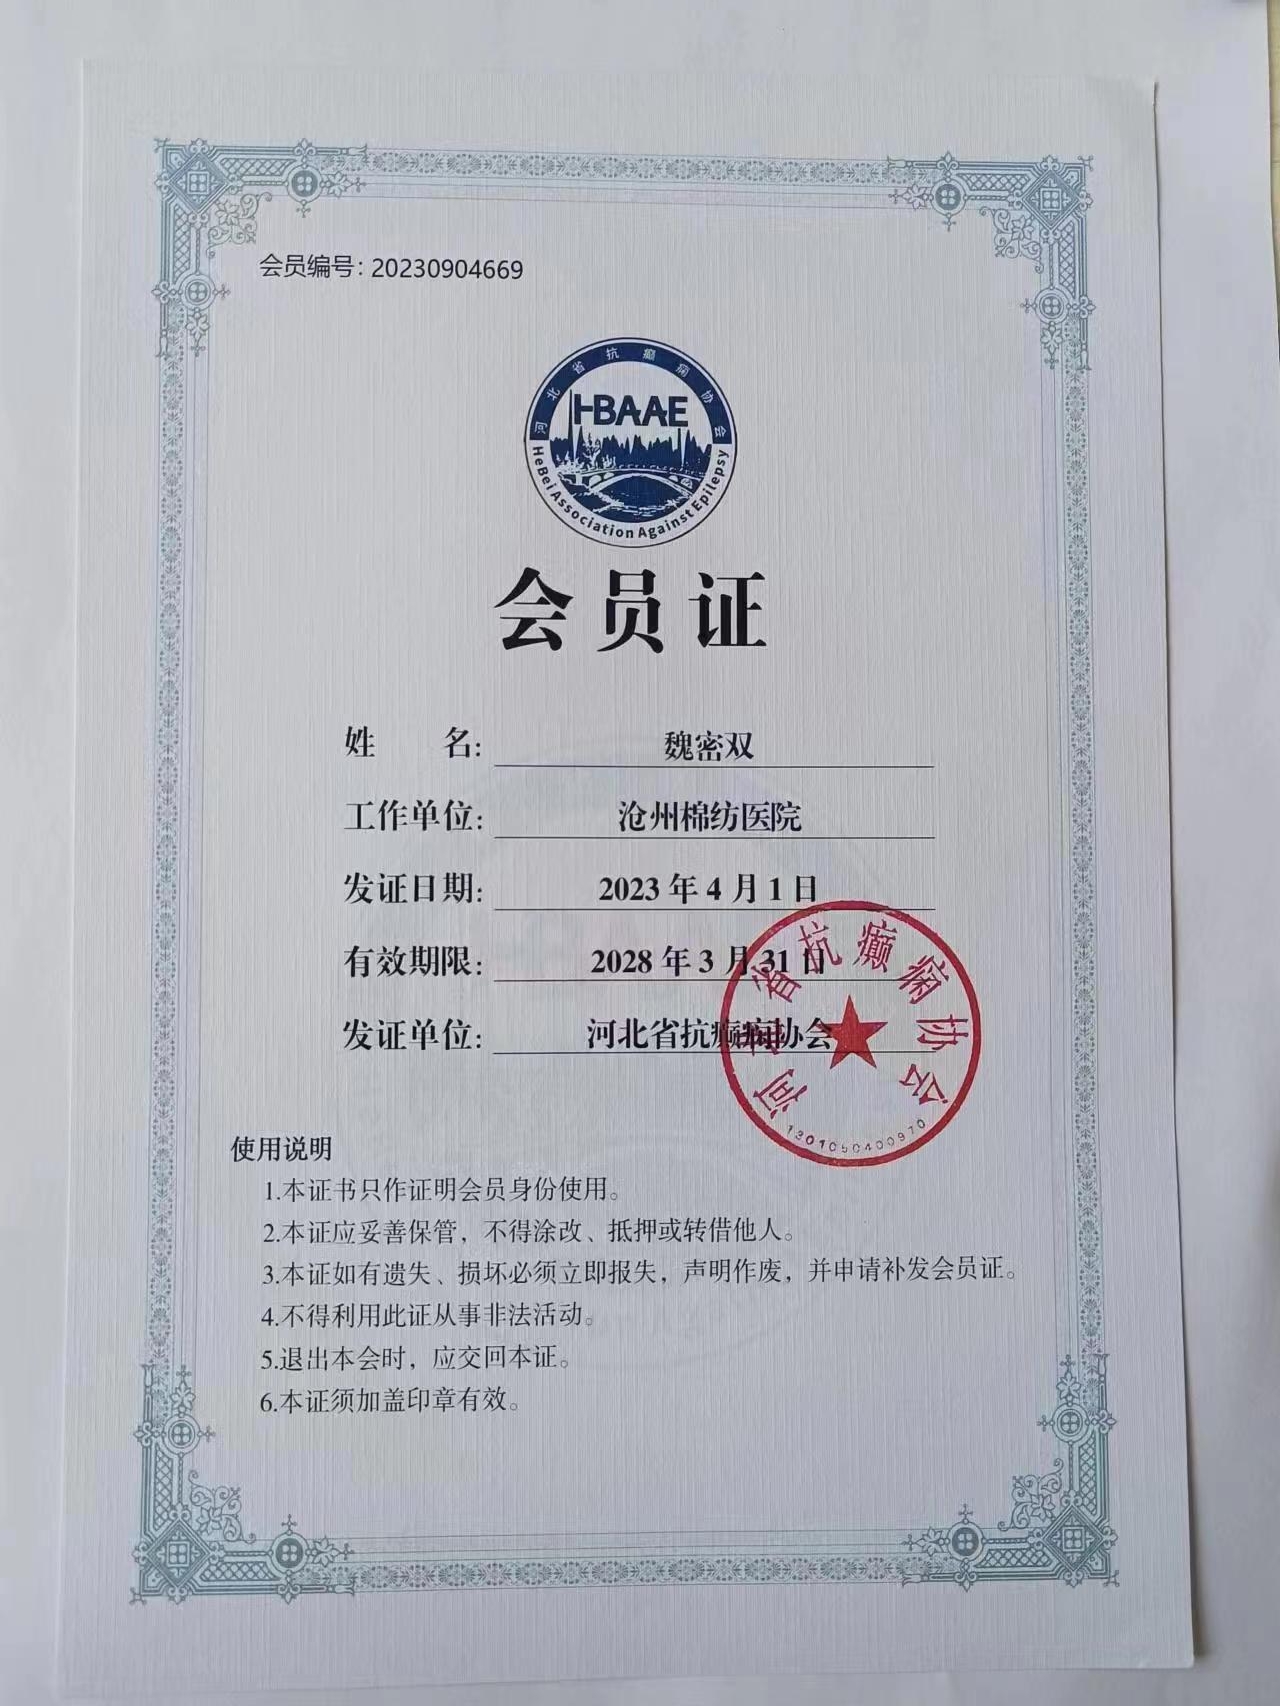 会员编号：20230904669
河北省抗癫痫协会
HBAAE
HeBei Association Against Epilepsy
会员证
姓名：魏密双
工作单位：沧州棉纺医院
发证日期：2023年4月1日
有效期限：2028年3月31日
发证单位：河北省抗癫痫协会
河北省抗癫痫协会
1301050400970
使用说明
1.本证书只作证明会员身份使用。
2.本证应妥善保管，不得涂改、抵押或转借他人。
3.本证如有遗失、损坏必须立即报失，声明作废，并申请补发会员证。
4.不得利用此证从事非法活动。
5.退出本会时，应交回本证。
6.本证须加盖印章有效。